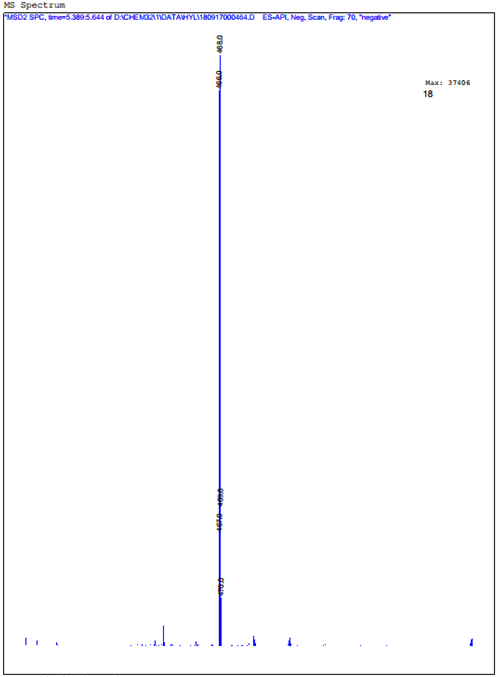 MS Spectrum
*MSD2 SPC, time=5.389:5.644 of D:\CHEM32\1\DATA\HYL\180917000464.D    ES-API, Neg, Scan, Frag: 70, "negative"
468.0
466.0
Max: 37406
18
469.0
467.0
470.0